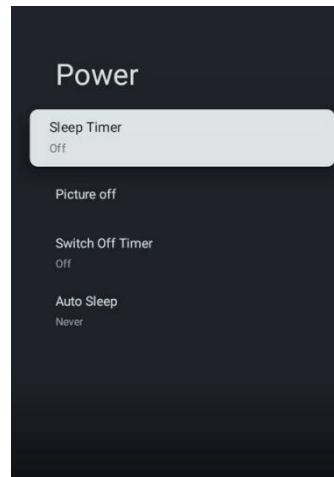 Power
Sleep Timer
Off
Picture off
Switch Off Timer
Off
Auto Sleep
Never